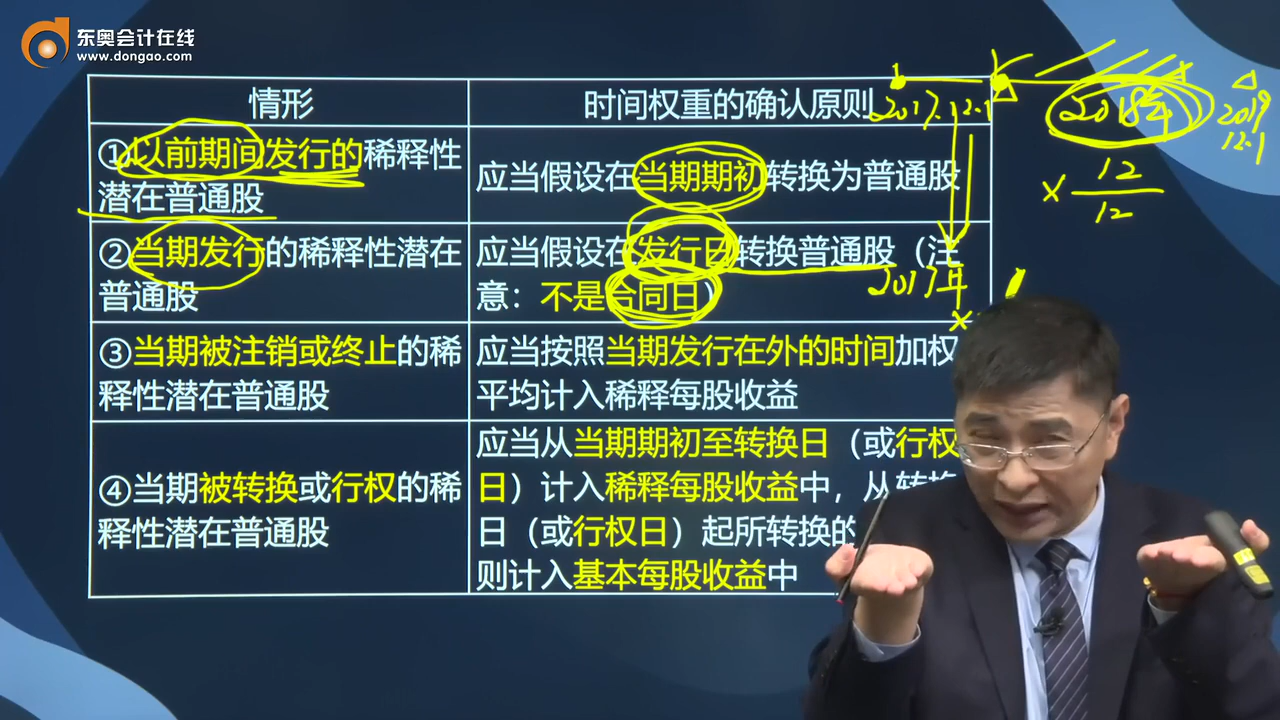 东奥会计在线
www.dongao.com
情形
时间权重的确认原则
①以前期间发行的稀释性
潜在普通股
应当假设在当期期初转换为普通股
②当期发行的稀释性潜在
普通股
应当假设在发行日转换普通股（注
意：不是合同日）
③当期被注销或终止的稀
释性潜在普通股
应当按照当期发行在外的时间加权
平均计入稀释每股收益
④当期被转换或行权的稀
释性潜在普通股
应当从当期期初至转换日（或行权
日）计入稀释每股收益中，从转换
日（或行权日）起所转换的
则计入基本每股收益中
2017.12.1
2018年
2019
12.1
× 12
12
2017年
×